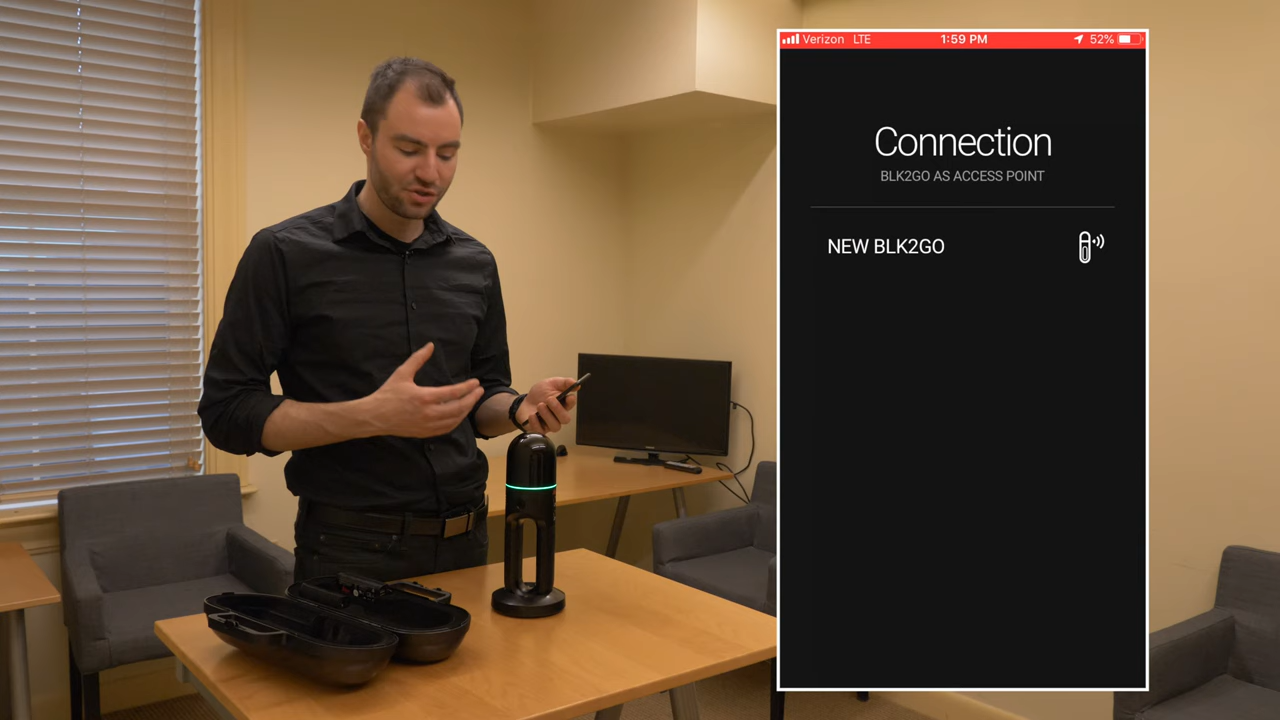 Verizon LTE 1:59 PM 52%
Connection
BLK2GO AS ACCESS POINT
NEW BLK2GO